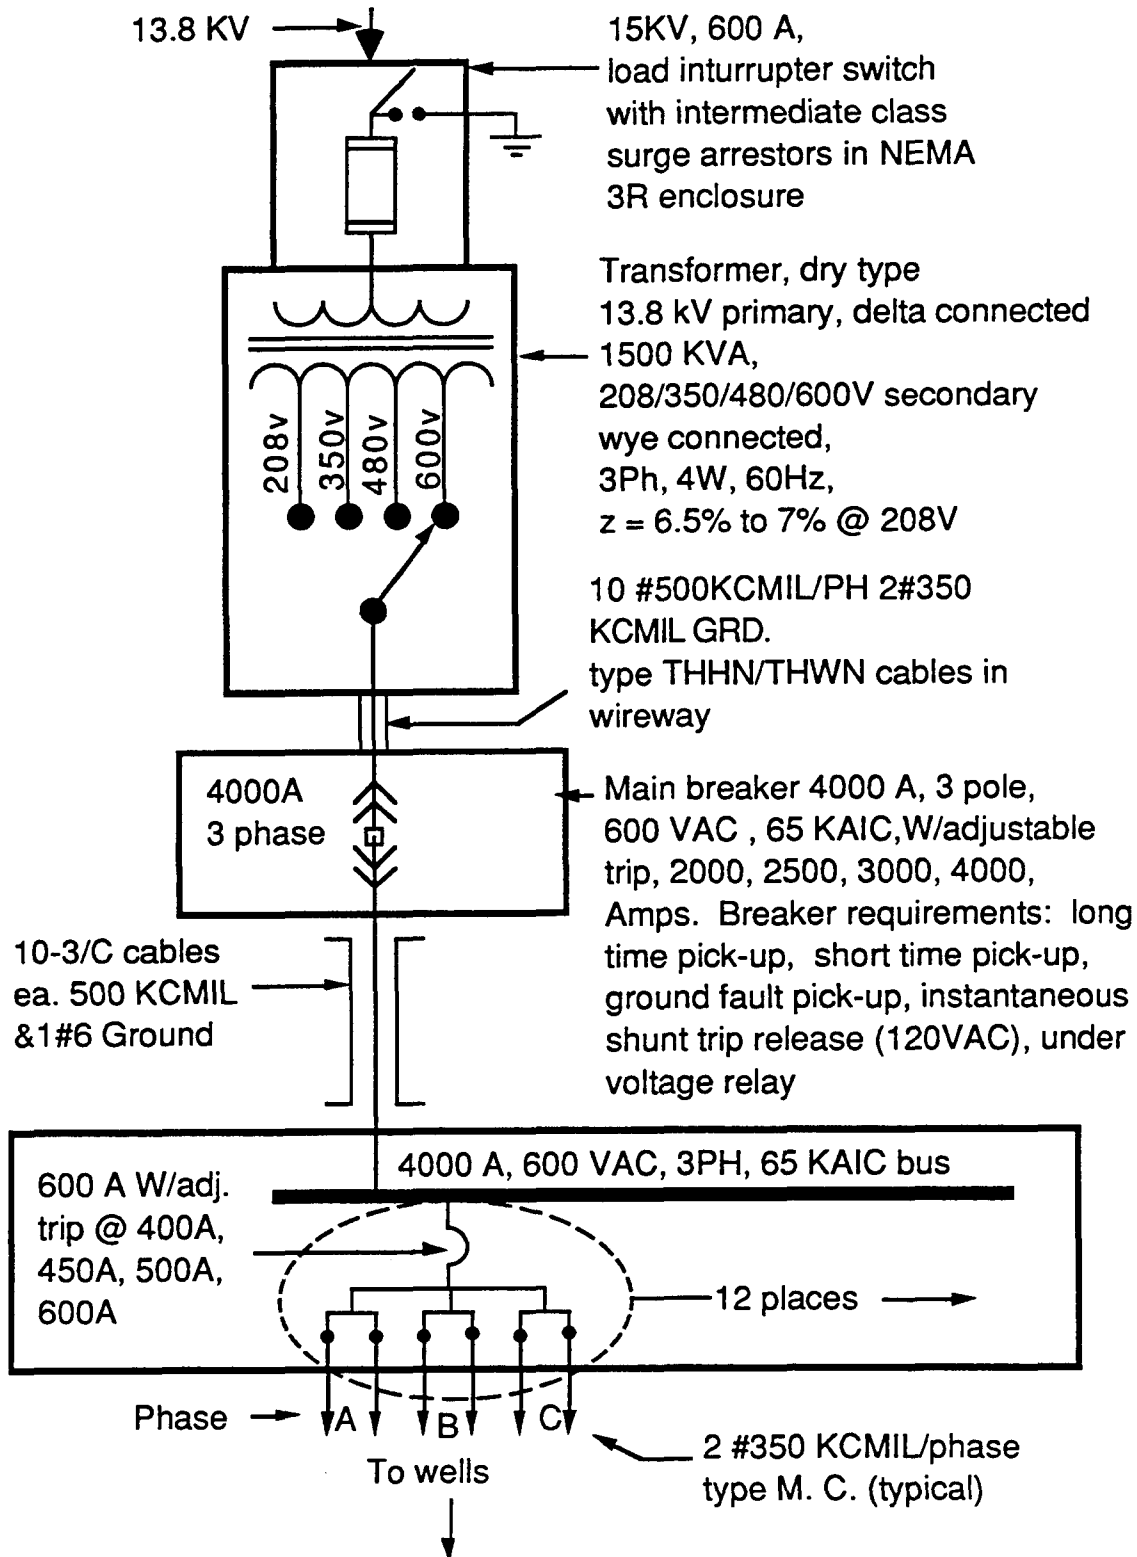 13.8 KV
15KV, 600 A,
load inturrupter switch
with intermediate class
surge arrestors in NEMA
3R enclosure
Transformer, dry type
13.8 kV primary, delta connected
1500 KVA,
208/350/480/600V secondary
wye connected,
3Ph, 4W, 60Hz,
z = 6.5% to 7% @ 208V
208v
350v
480v
600v
10 #500KCMIL/PH 2#350
KCMIL GRD.
type THHN/THWN cables in
wireway
4000A
3 phase
Main breaker 4000 A, 3 pole,
600 VAC , 65 KAIC,W/adjustable
trip, 2000, 2500, 3000, 4000,
Amps. Breaker requirements: long
time pick-up, short time pick-up,
ground fault pick-up, instantaneous
shunt trip release (120VAC), under
voltage relay
10-3/C cables
ea. 500 KCMIL
&1#6 Ground
4000 A, 600 VAC, 3PH, 65 KAIC bus
600 A W/adj.
trip @ 400A,
450A, 500A,
600A
12 places
Phase
A
B
C
To wells
2 #350 KCMIL/phase
type M. C. (typical)